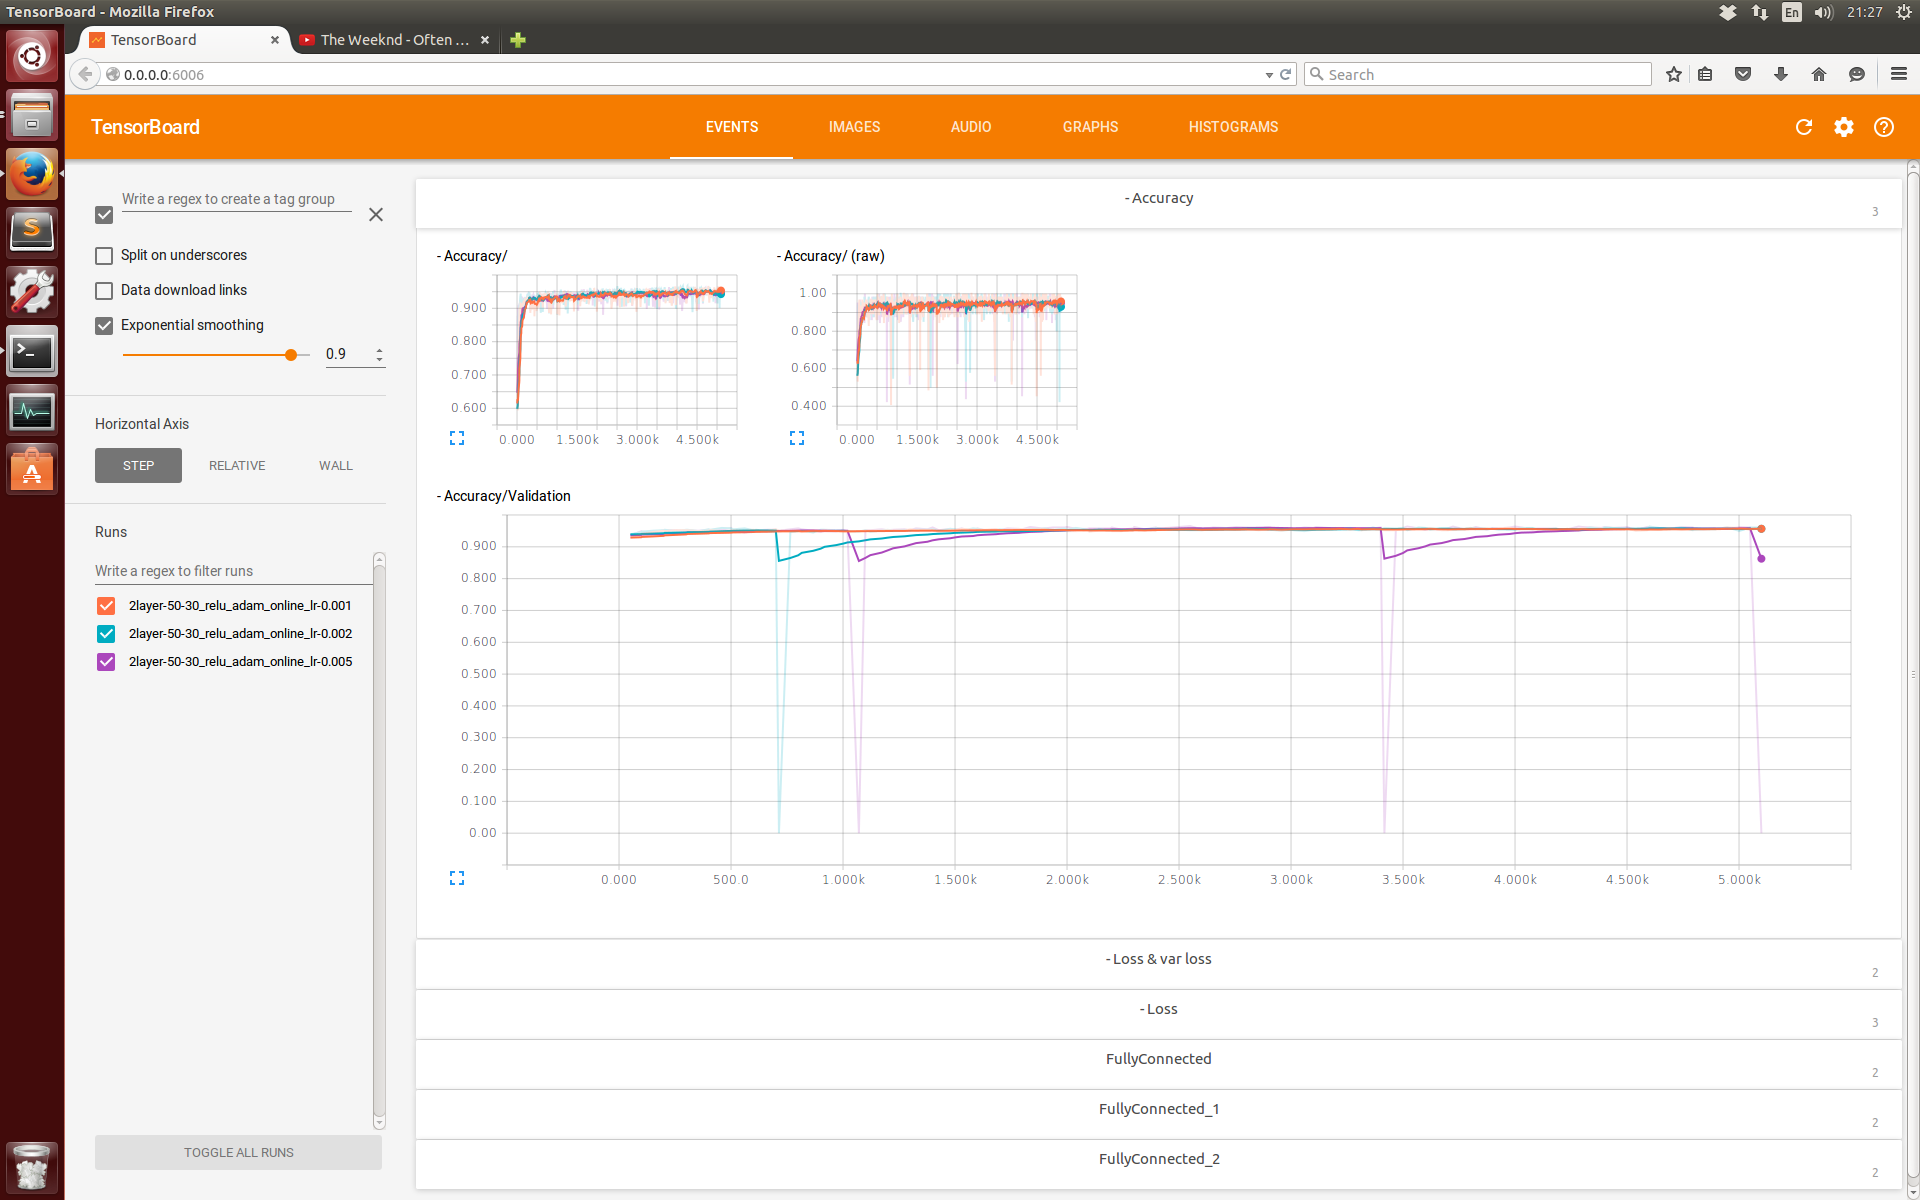 TensorBoard - Mozilla Firefox
En
21:27
TensorBoard
The Weeknd - Often ...
0.0.0.0:6006
Search
TensorBoard
EVENTS
IMAGES
AUDIO
GRAPHS
HISTOGRAMS
Write a regex to create a tag group
Split on underscores
Data download links
Exponential smoothing
0.9
Horizontal Axis
STEP
RELATIVE
WALL
Runs
Write a regex to filter runs
2layer-50-30_relu_adam_online_lr-0.001
2layer-50-30_relu_adam_online_lr-0.002
2layer-50-30_relu_adam_online_lr-0.005
TOGGLE ALL RUNS
- Accuracy
3
- Accuracy/
0.900
0.800
0.700
0.600
0.000
1.500k
3.000k
4.500k
- Accuracy/ (raw)
1.00
0.800
0.600
0.400
0.000
1.500k
3.000k
4.500k
- Accuracy/Validation
0.900
0.800
0.700
0.600
0.500
0.400
0.300
0.200
0.100
0.00
0.000
500.0
1.000k
1.500k
2.000k
2.500k
3.000k
3.500k
4.000k
4.500k
5.000k
- Loss & var loss
2
- Loss
3
FullyConnected
2
FullyConnected_1
2
FullyConnected_2
2